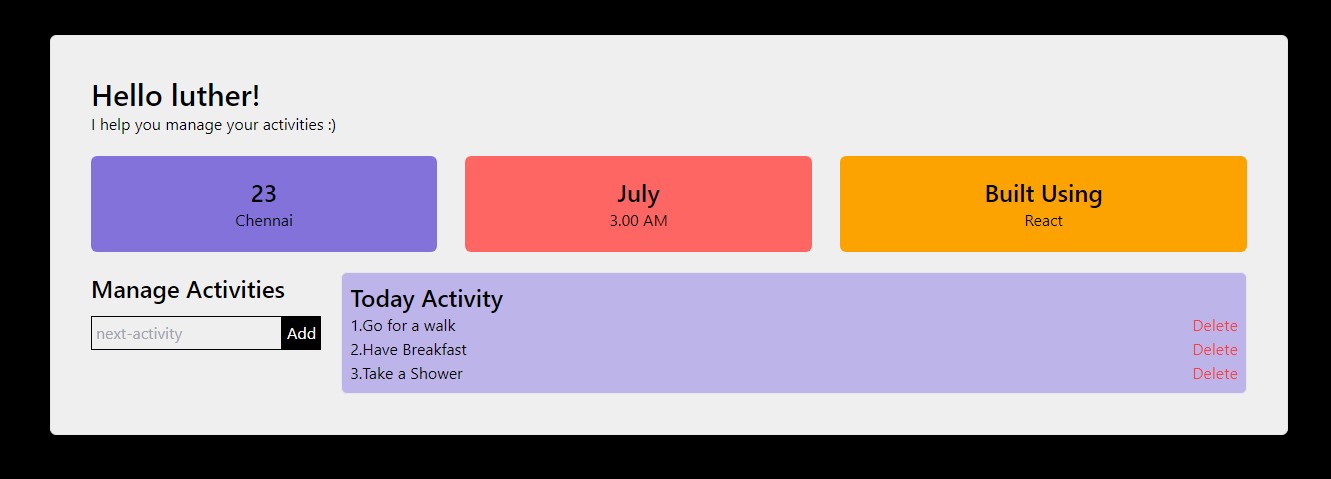 Hello luther!
I help you manage your activities :)
23
Chennai
July
3.00 AM
Built Using
React
Manage Activities
next-activity
Add
Today Activity
1.Go for a walk Delete
2.Have Breakfast Delete
3.Take a Shower Delete